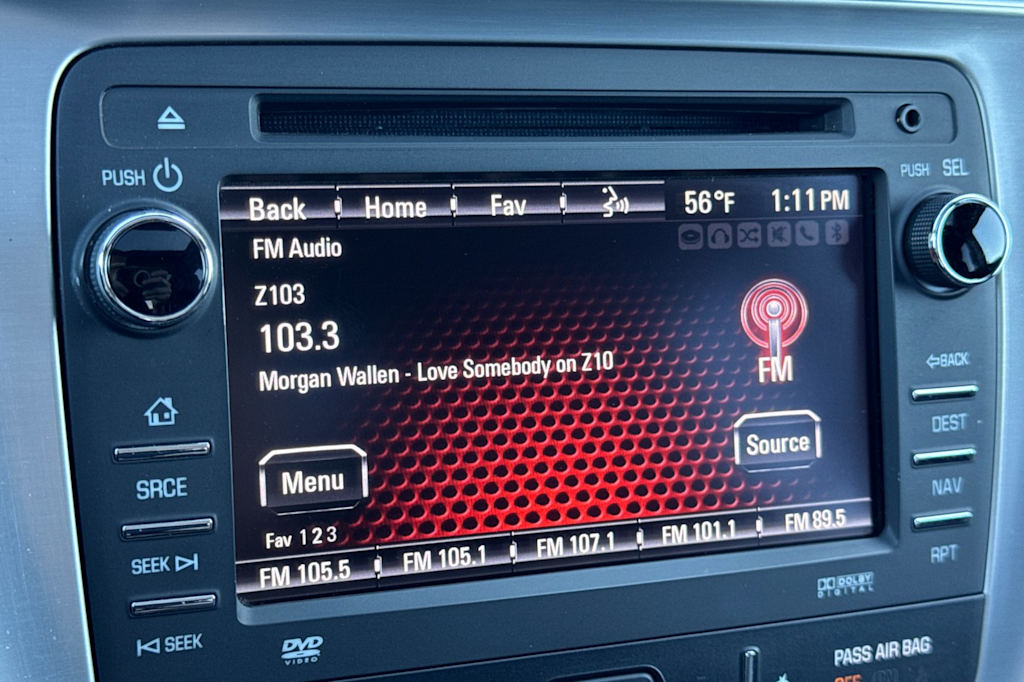 PUSH
PUSH SEL
Back Home Fav 56°F 1:11 PM
FM Audio
Z103
103.3
Morgan Wallen - Love Somebody on Z10
FM
BACK
DEST
NAV
RPT
Source
Menu
SRCE
SEEK
SEEK
Fav 1 2 3
FM 105.5 FM 105.1 FM 107.1 FM 101.1 FM 89.5
DOLBY
DIGITAL
DVD
VIDEO
PASS AIR BAG
OFF